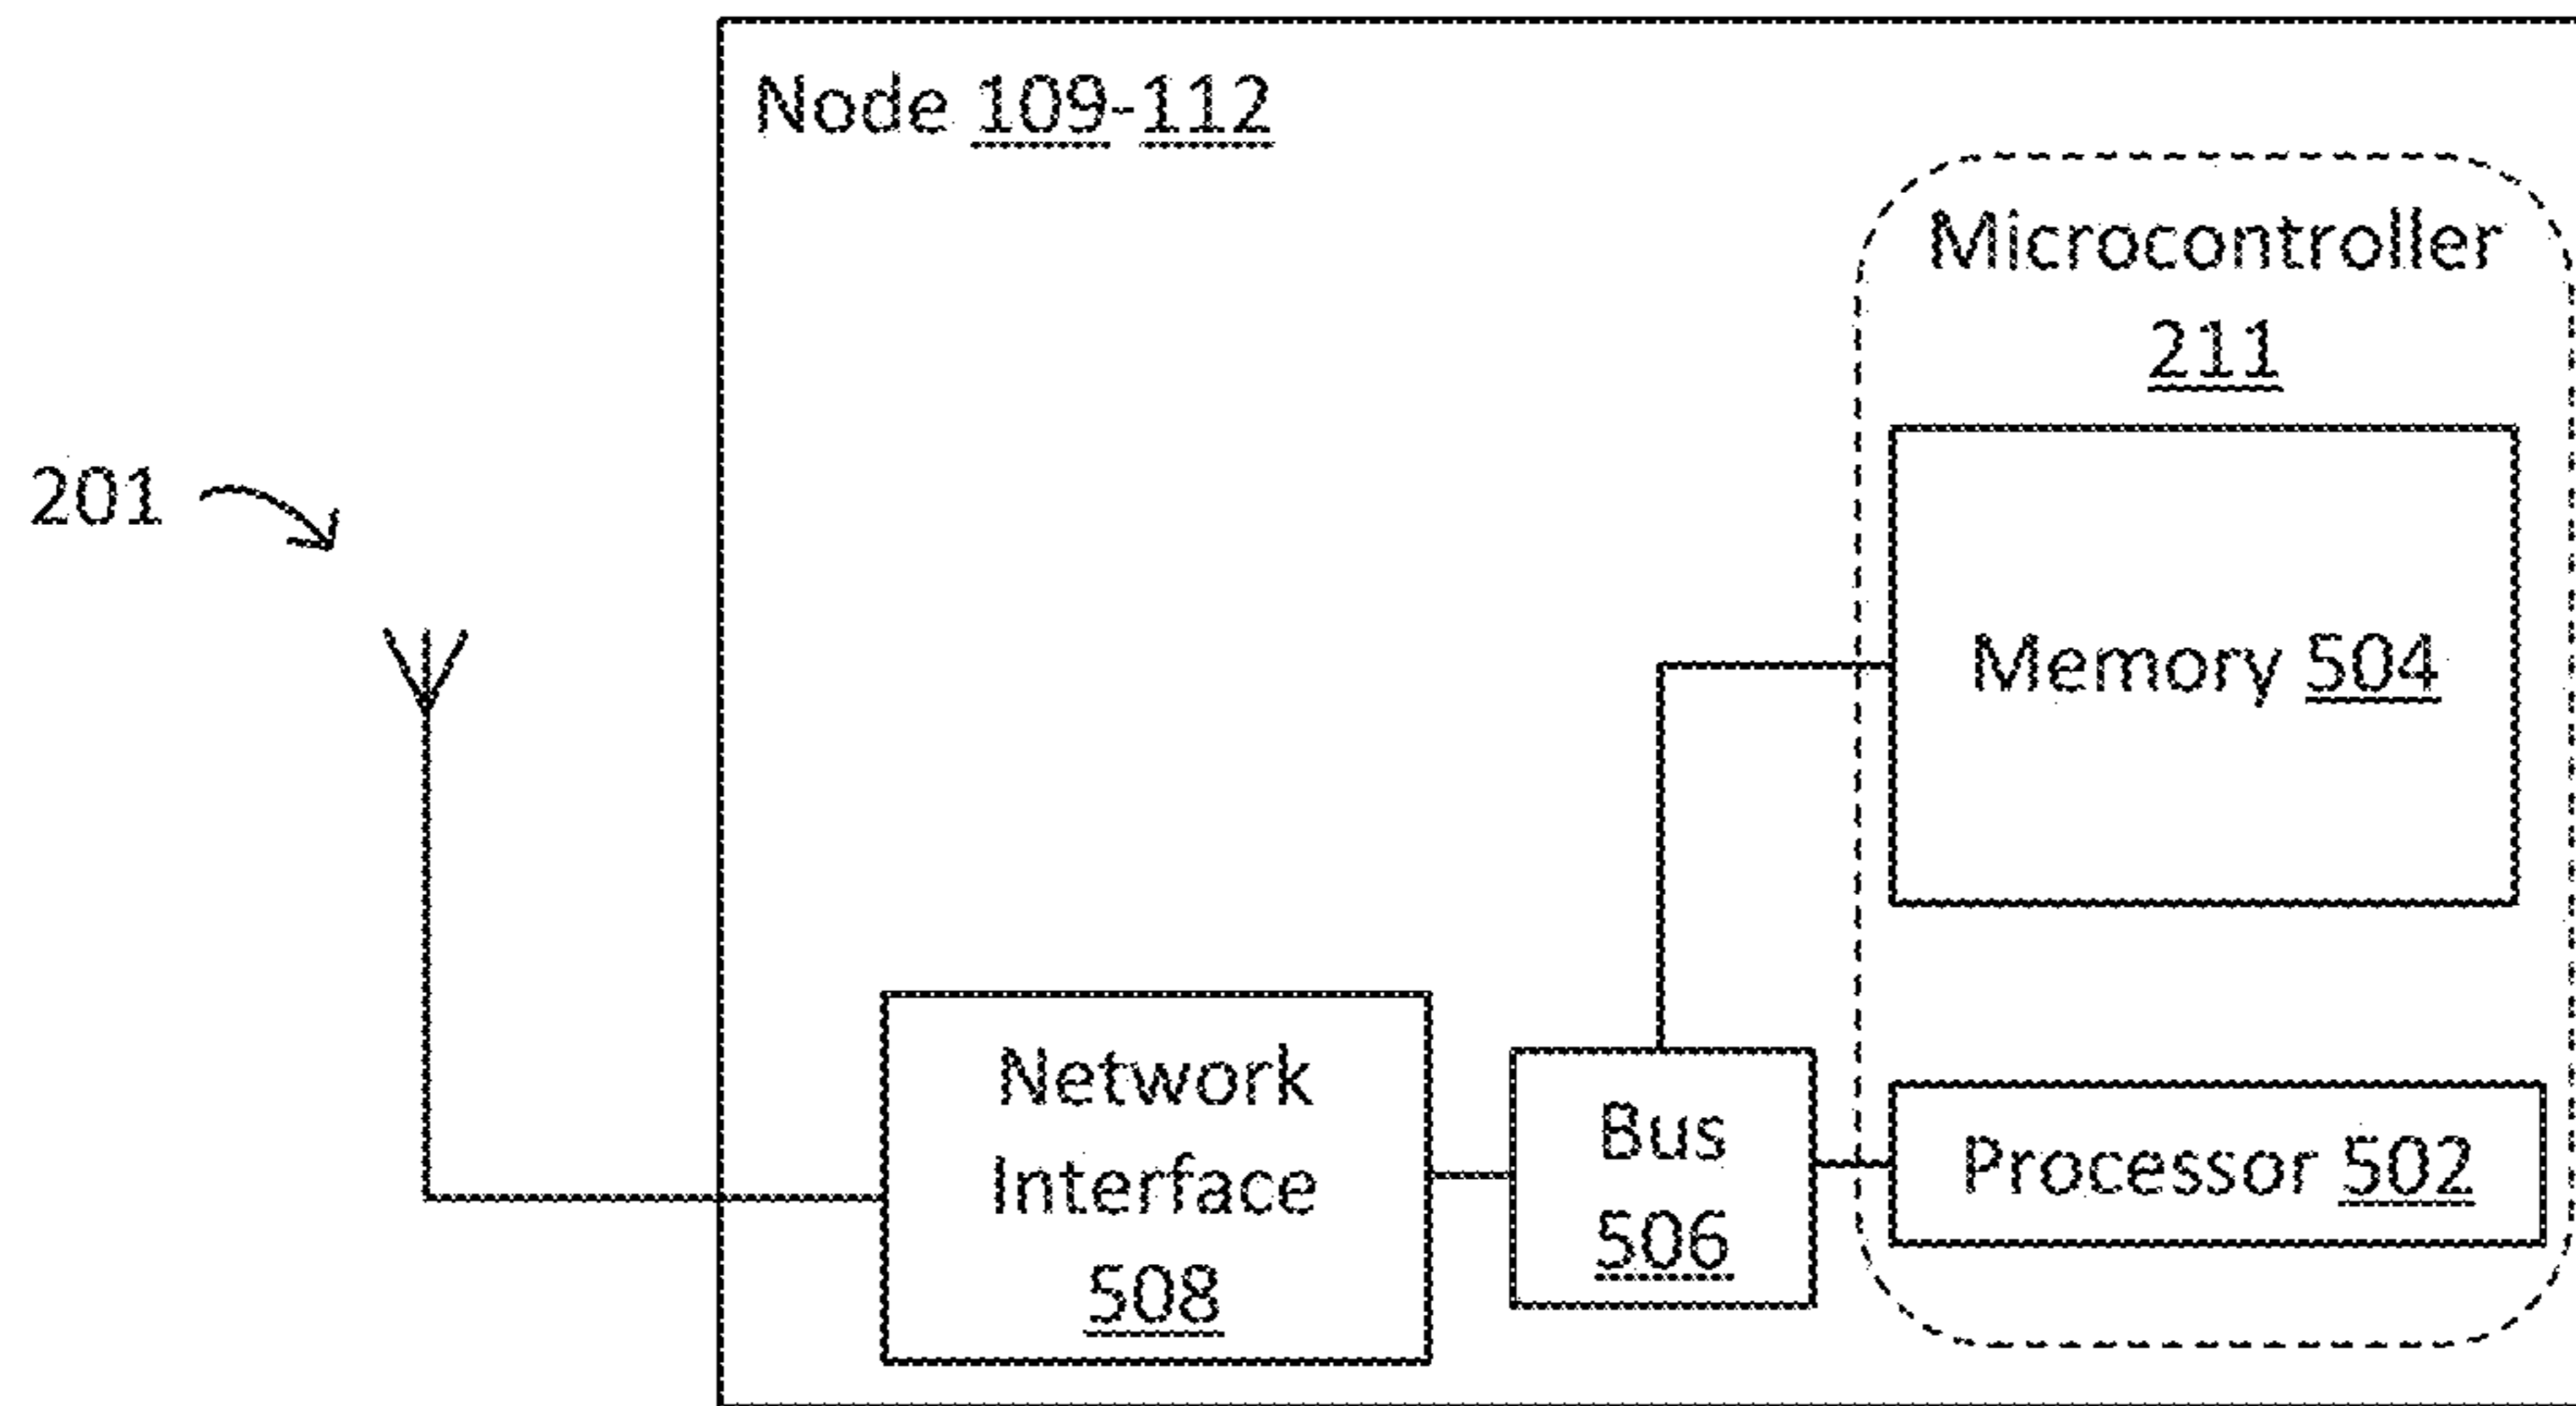 Node 109-112
Microcontroller
211
201
Memory 504
Network
Interface
508
Bus
506
Processor 502